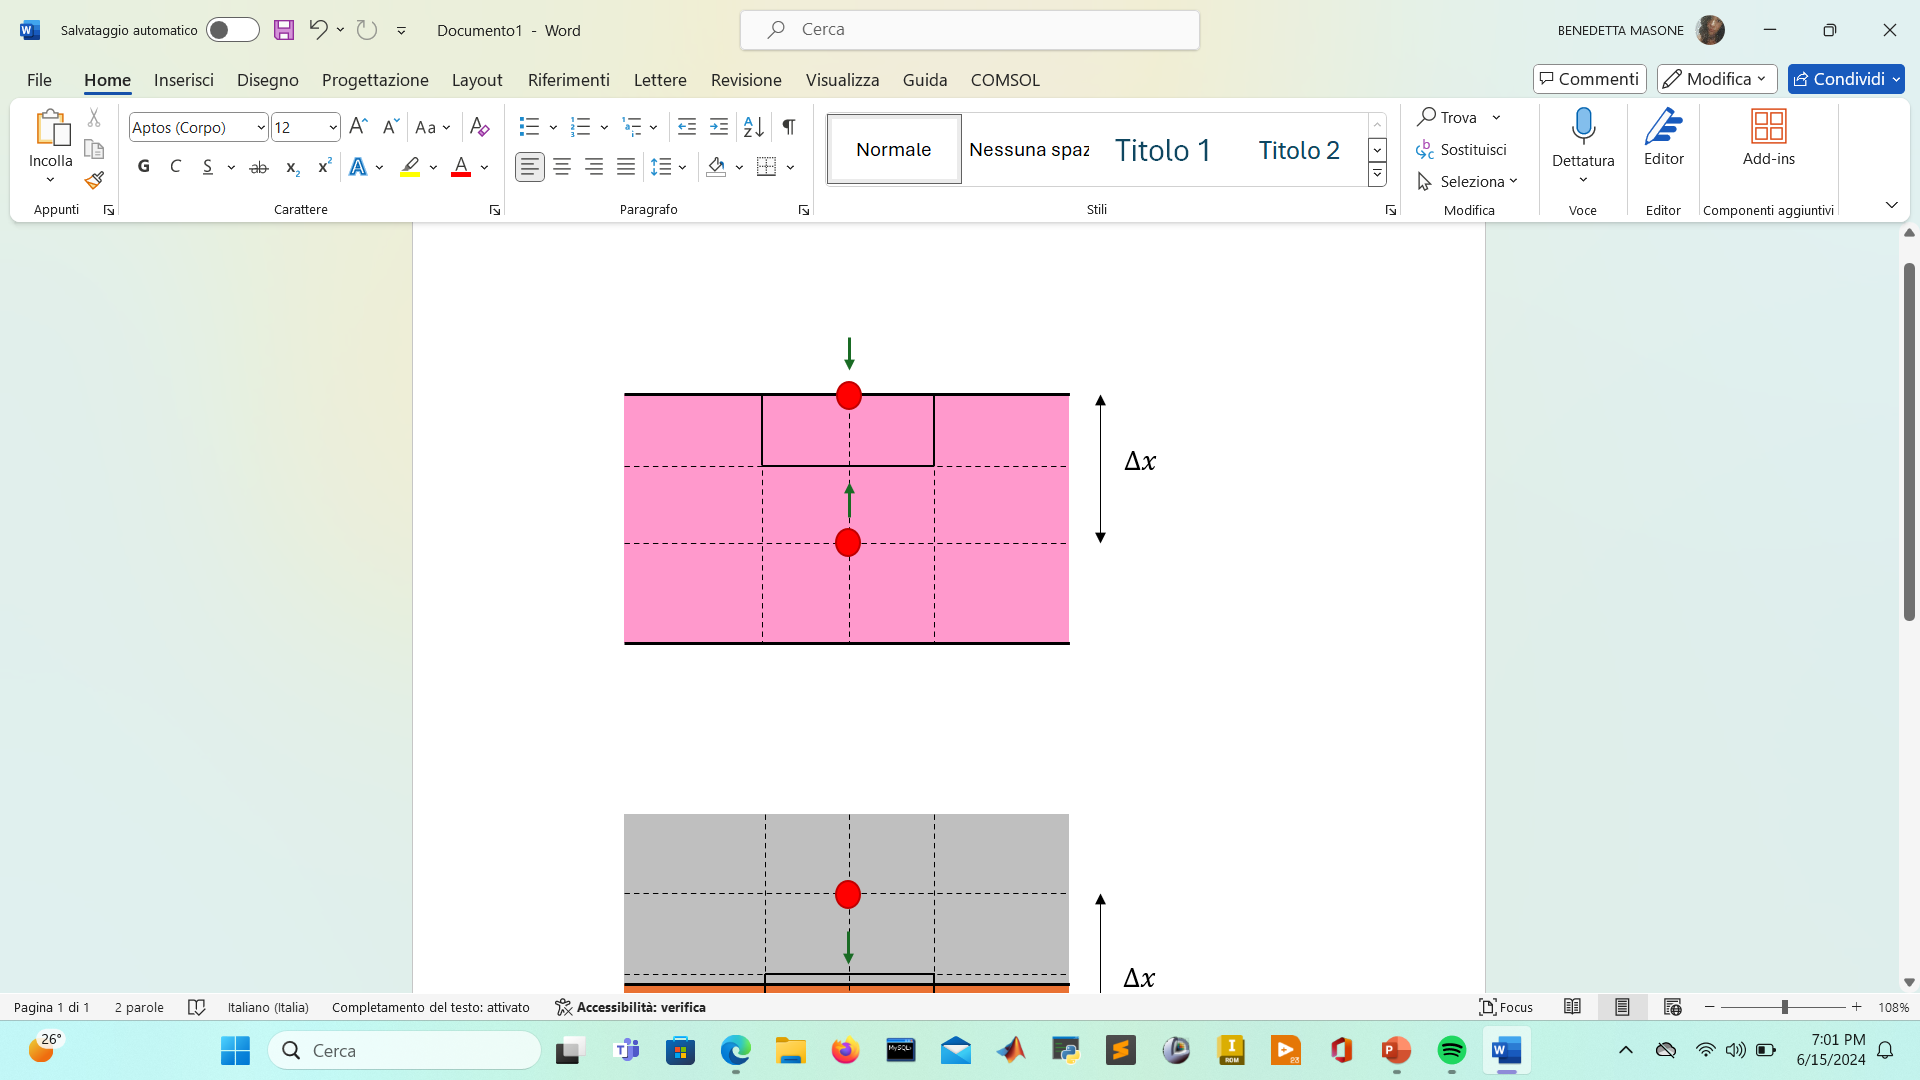 Salvataggio automatico
Documento1 - Word
Cerca
BENEDETTA MASONE
File Home Inserisci Disegno Progettazione Layout Riferimenti Lettere Revisione Visualizza Guida COMSOL
Commenti Modifica Condividi
Incolla
Appunti
Aptos (Corpo) 12
Aa
G C S ab x₂ x² A A
Carattere
Paragrafo
Normale Nessuna spaz Titolo 1 Titolo 2
Stili
Trova
Sostituisci
Seleziona
Modifica
Dettatura
Voce
Editor
Editor
Add-ins
Componenti aggiuntivi
Δx
Δx
Pagina 1 di 1 2 parole Italiano (Italia) Completamento del testo: attivato Accessibilità: verifica
Focus 108%
26°
Cerca
7:01 PM
6/15/2024